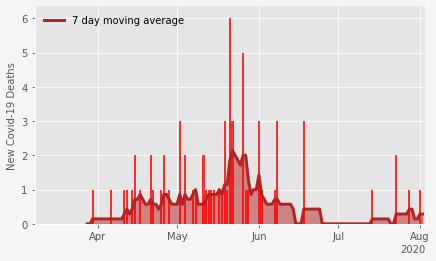 7 day moving average
New Covid-19 Deaths
6
5
4
3
2
1
0
Apr
May
Jun
Jul
Aug
2020